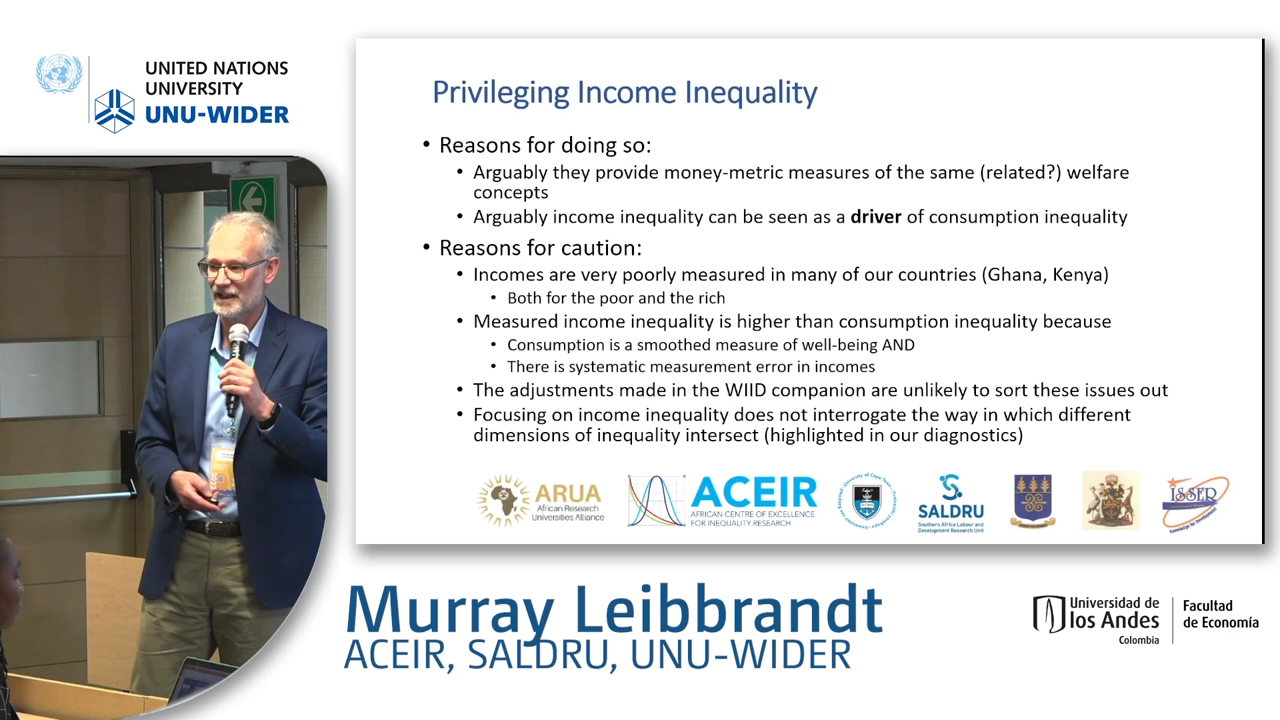 UNITED NATIONS
UNIVERSITY
UNU-WIDER
Privileging Income Inequality
• Reasons for doing so:
• Arguably they provide money-metric measures of the same (related?) welfare
concepts
• Arguably income inequality can be seen as a driver of consumption inequality
• Reasons for caution:
• Incomes are very poorly measured in many of our countries (Ghana, Kenya)
• Both for the poor and the rich
• Measured income inequality is higher than consumption inequality because
• Consumption is a smoothed measure of well-being AND
• There is systematic measurement error in incomes
• The adjustments made in the WIID companion are unlikely to sort these issues out
• Focusing on income inequality does not interrogate the way in which different
dimensions of inequality intersect (highlighted in our diagnostics)
ARUA
African Research
Universities Alliance
ACEIR
AFRICAN CENTRE OF EXCELLENCE
FOR INEQUALITY RESEARCH
SALDRU
Southern Africa Labour and
Development Research Unit
ISSER
Knowledge for Development
Murray Leibbrandt
ACEIR, SALDRU, UNU-WIDER
Universidad de
los Andes
Colombia
Facultad
de Economía